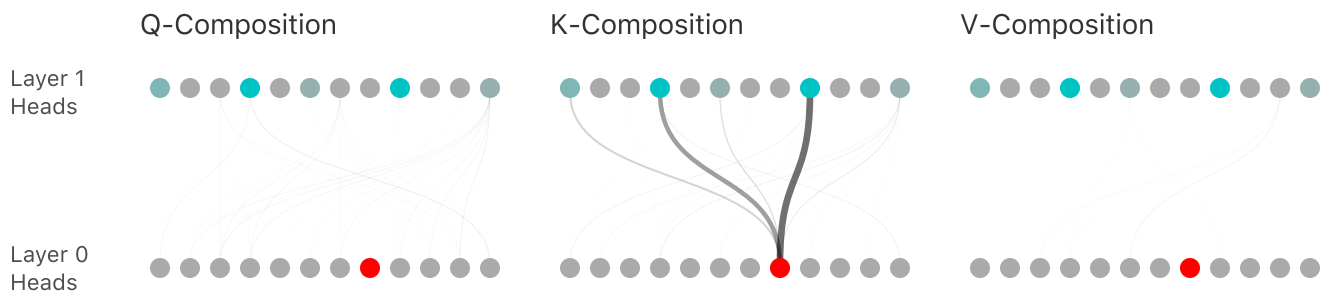 Q-Composition
K-Composition
V-Composition
Layer 1
Heads
Layer 0
Heads